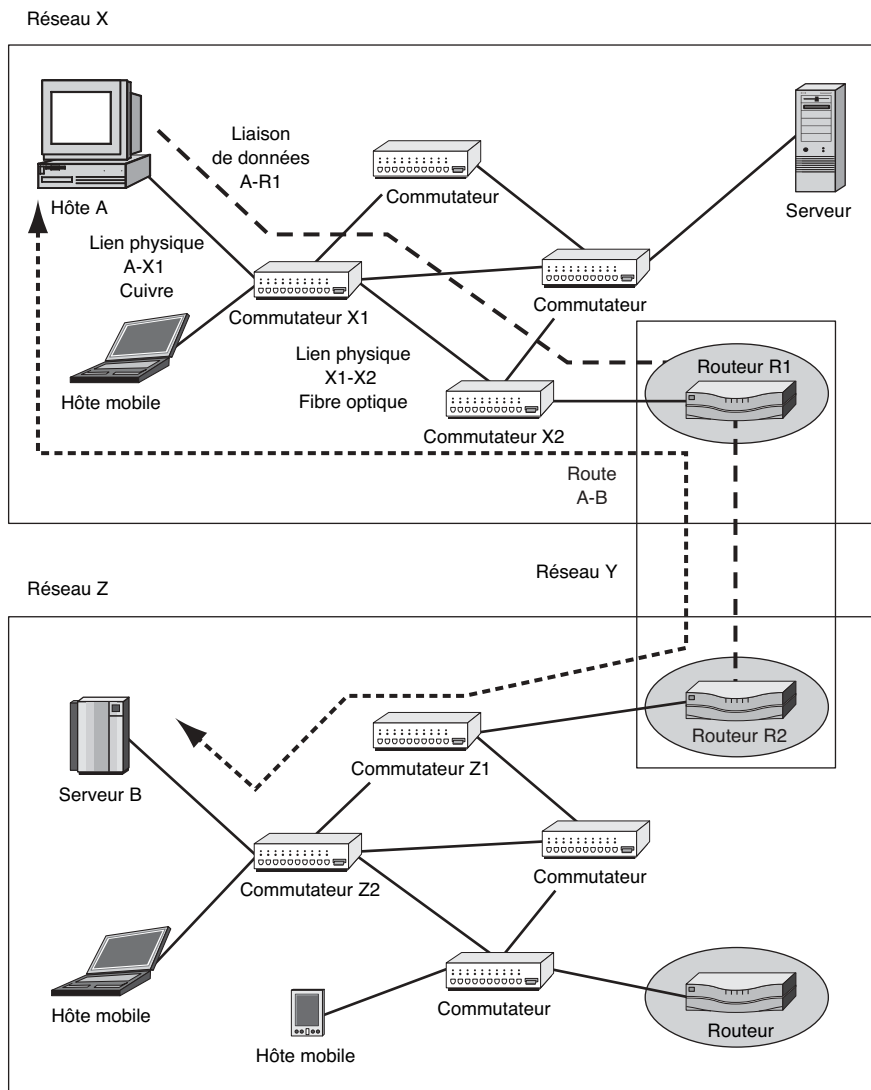 Réseau X
Liaison
de données
A-R1
Commutateur
Hôte A
Serveur
Lien physique
A-X1
Cuivre
Commutateur X1
Commutateur
Lien physique
X1-X2
Fibre optique
Hôte mobile
Routeur R1
Commutateur X2
Route
A-B
Réseau Y
Réseau Z
Routeur R2
Commutateur Z1
Serveur B
Commutateur Z2
Commutateur
Commutateur
Hôte mobile
Routeur
Hôte mobile